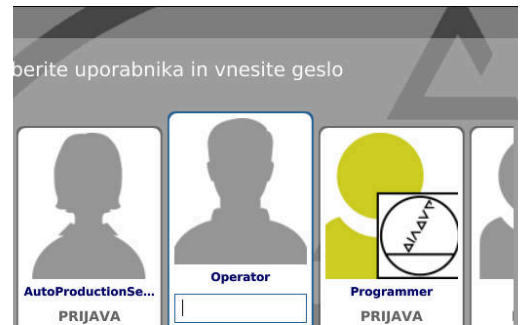 berite uporabnika in vnesite geslo
AutoProductionSe...
Operator
Programmer
PRIJAVA
PRIJAVA